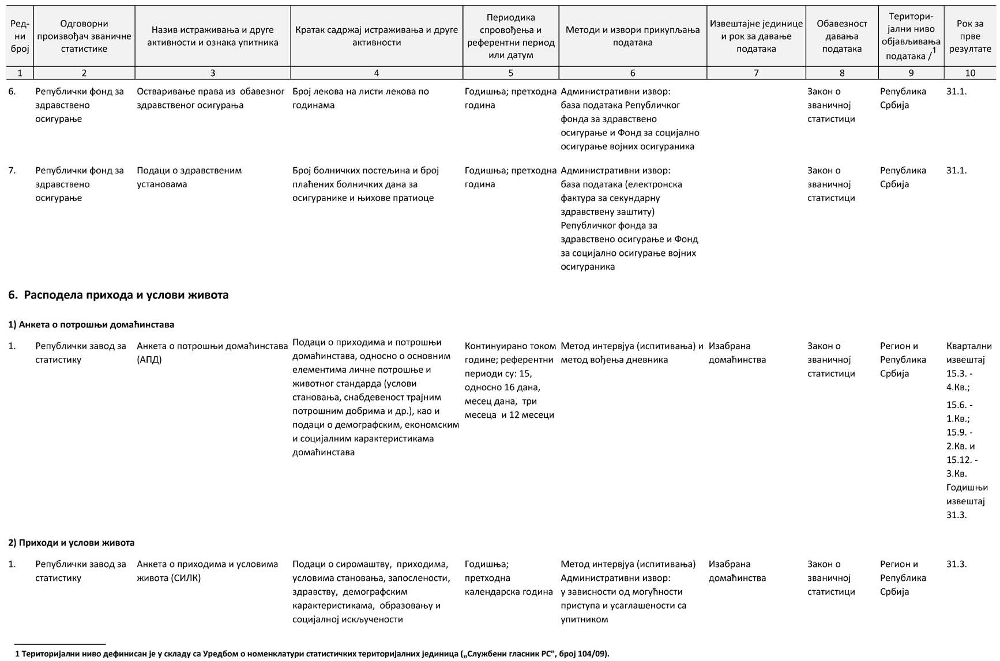 Ред-
ни
број
Одговорни
произвођач званичне
статистике
Назив истраживања и друге
активности и ознака упитника
Кратак садржај истраживања и друге
активности
Периодика
спровођења и
референтни период
или датум
Методи и извори прикупљања
података
Извештајне јединице
и рок за давање
података
Обавезност
давања
података
Територи-
јални ниво
објављивања
података /1
Рок за
прве
резултате
1 2 3 4 5 6 7 8 9 10
6.
Републички фонд за
здравствено
осигурање
Остваривање права из обавезног
здравственог осигурања
Број лекова на листи лекова по
годинама
Годишња; претходна
година
Административни извор:
база података Републичког
фонда за здравствено
осигурање и Фонд за социјално
осигурање војних осигураника
Закон о
званичној
статистици
Република
Србија
31.1.
7.
Републички фонд за
здравствено
осигурање
Подаци о здравственим
установама
Број болничких постељина и број
плаћених болничких дана за
осигуранике и њихове пратиоце
Годишња; претходна
година
Административни извор:
база података (електронска
фактура за секундарну
здравствену заштиту)
Републичког фонда за
здравствено осигурање и Фонд
за социјално осигурање војних
осигураника
Закон о
званичној
статистици
Република
Србија
31.1.
6. Расподела прихода и услови живота
1) Анкета о потрошњи домаћинстава
1.
Републички завод за
статистику
Анкета о потрошњи домаћинстава
(АПД)
Подаци о приходима и потрошњи
домаћинстава, односно о основним
елементима личне потрошње и
животног стандарда (услови
становања, снабдевеност трајним
потрошним добрима и др.), као и
подаци о демографским, економским
и социјалним карактеристикама
домаћинстава
Континуирано током
године; референтни
периоди су: 15,
односно 16 дана,
месец дана, три
месеца и 12 месеци
Метод интервјуа (испитивања) и
метод вођења дневника
Изабрана
домаћинства
Закон о
званичној
статистици
Регион и
Република
Србија
Квартални
извештај
15.3. -
4.Кв.;
15.6. -
1.Кв.;
15.9. -
2.Кв. и
15.12. -
3.Кв.
Годишњи
извештај
31.3.
2) Приходи и услови живота
1.
Републички завод за
статистику
Анкета о приходима и условима
живота (СИЛК)
Подаци о сиромаштву, приходима,
условима становања, запослености,
здравству, демографским
карактеристикама, образовању и
социјалној искључености
Годишња;
претходна
календарска година
Метод интервјуа (испитивања)
Административни извор:
у зависности од могућности
приступа и усаглашености са
упитником
Изабрана
домаћинства
Закон о
званичној
статистици
Регион и
Република
Србија
31.3.
1 Територијални ниво дефинисан је у складу са Уредбом о номенклатури статистичких територијалних јединица („Службени гласник РС”, број 104/09).